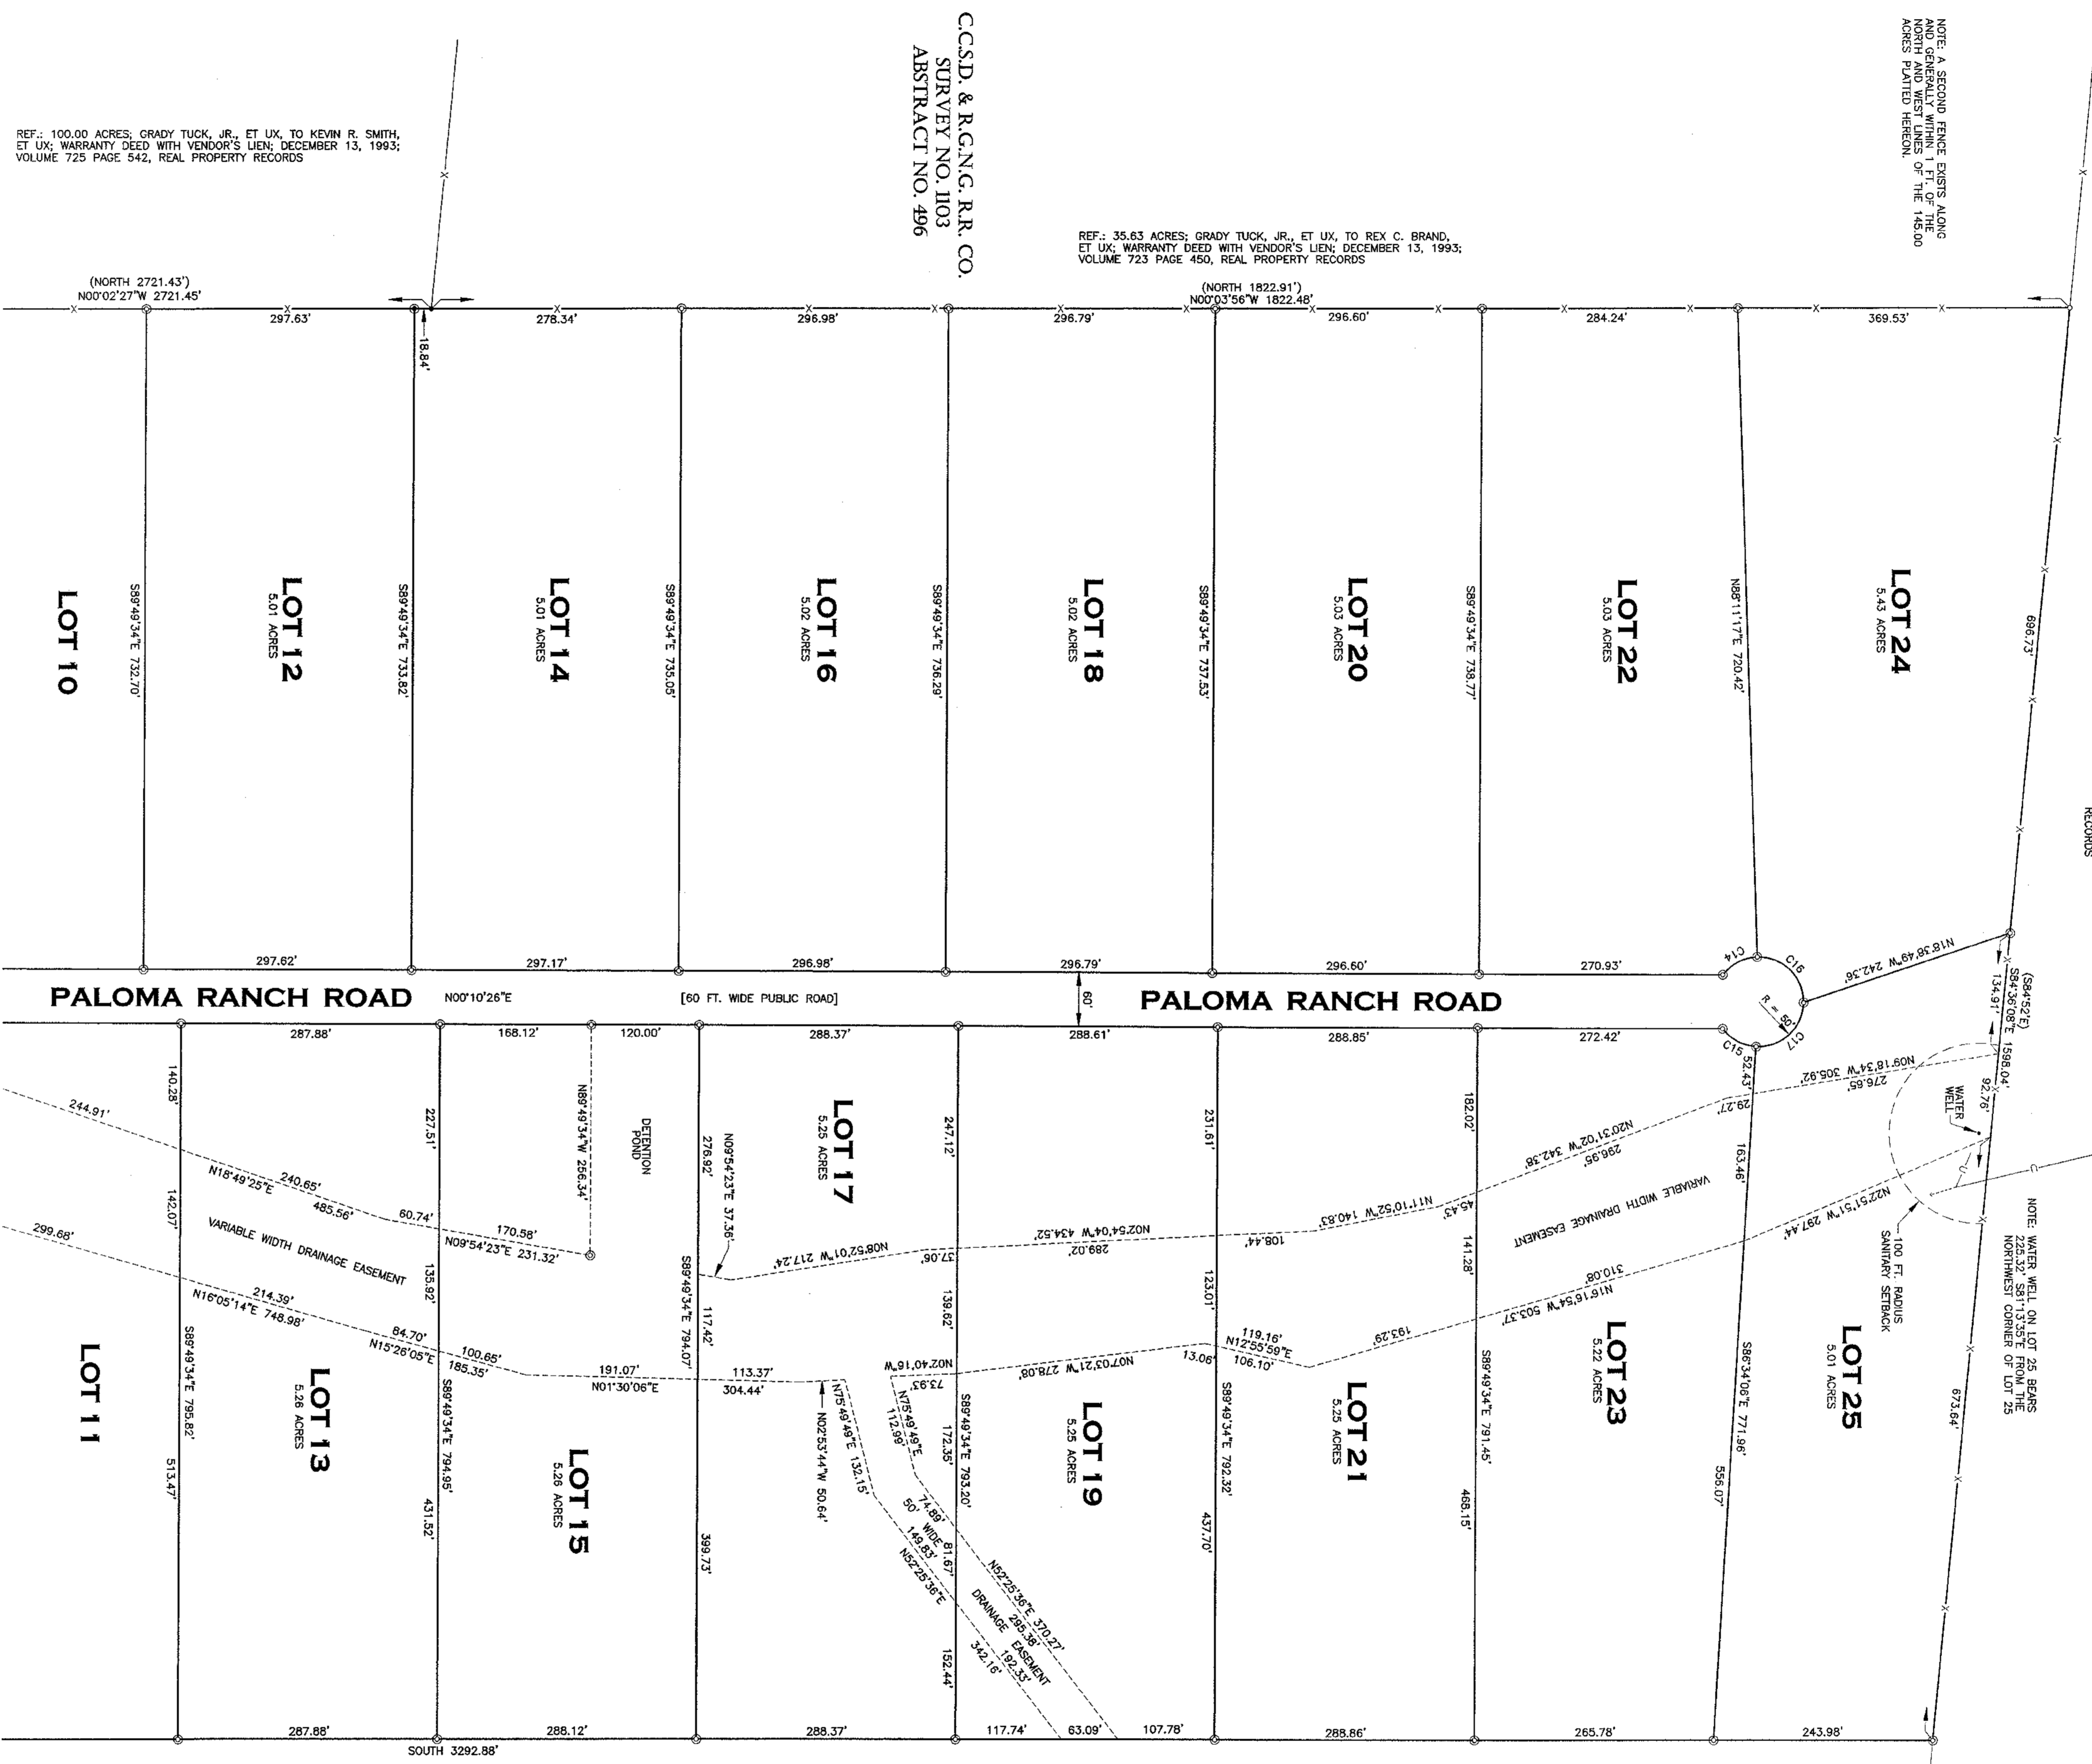 NOTE: A SECOND FENCE EXISTS ALONG
AND GENERALLY WITHIN 1 FT. OF THE
NORTH AND WEST LINES OF THE 145.00
ACRES PLATTED HEREON.
C.C.S.D. & R.G.N.G. R.R. CO.
SURVEY NO. 1103
ABSTRACT NO. 496
REF.: 100.00 ACRES; GRADY TUCK, JR., ET UX, TO KEVIN R. SMITH,
ET UX; WARRANTY DEED WITH VENDOR'S LIEN; DECEMBER 13, 1993;
VOLUME 725 PAGE 542, REAL PROPERTY RECORDS
REF.: 35.63 ACRES; GRADY TUCK, JR., ET UX, TO REX C. BRAND,
ET UX; WARRANTY DEED WITH VENDOR'S LIEN; DECEMBER 13, 1993;
VOLUME 723 PAGE 450, REAL PROPERTY RECORDS
(NORTH 2721.43')
N00°02'27"W 2721.45'
(NORTH 1822.91')
N00°03'56"W 1822.48'
297.63'
18.84'
278.34'
296.98'
296.79'
296.60'
284.24'
369.53'
LOT 10
S89°49'34"E 732.70'
LOT 12
5.01 ACRES
S89°49'34"E 733.82'
LOT 14
5.01 ACRES
S89°49'34"E 735.05'
LOT 16
5.02 ACRES
S89°49'34"E 736.29'
LOT 18
5.02 ACRES
S89°49'34"E 737.53'
LOT 20
5.03 ACRES
S89°49'34"E 738.77'
LOT 22
5.03 ACRES
N88°11'17"E 720.42'
LOT 24
5.43 ACRES
696.73'
RECORDS
297.62'
297.17'
296.98'
296.79'
296.60'
270.93'
C14
C16
N18°38'49"W 242.36'
(S84°52'E)
S84°36'08"E 1598.04'
134.91'
92.76'
PALOMA RANCH ROAD
N00°10'26"E
[60 FT. WIDE PUBLIC ROAD]
60'
PALOMA RANCH ROAD
R = 50'
C17
C15
287.88'
168.12'
120.00'
288.37'
288.61'
288.85'
272.42'
52.43'
140.28'
244.91'
142.07'
N18°49'25"E
240.65'
485.56'
60.74'
227.51'
170.58'
N09°54'23"E 231.32'
N89°49'34"W 256.34'
DETENTION
POND
276.92'
N09°54'23"E 37.36'
LOT 17
5.25 ACRES
247.12'
N08°52'01"W 217.24'
37.06'
289.02'
N02°54'04"W 434.52'
231.61'
108.44'
N11°10'52"W 140.83'
182.02'
45.43'
296.95'
N20°31'02"W 342.38'
29.27'
276.65'
N09°18'34"W 305.92'
163.46'
WATER
WELL
N22°51'51"W 297.44'
100 FT. RADIUS
SANITARY SETBACK
NOTE: WATER WELL ON LOT 25 BEARS
225.32' S81°13'35"E FROM THE
NORTHWEST CORNER OF LOT 25
VARIABLE WIDTH DRAINAGE EASEMENT
299.68'
214.39'
N16°05'14"E 748.98'
84.70'
135.92'
N15°26'05"E
185.35'
100.65'
191.07'
N01°30'06"E
304.44'
113.37'
117.42'
S89°49'34"E 794.07'
N02°53'44"W 50.64'
N75°49'49"E 132.15'
N75°49'49"E
112.99'
N02°40'16"W
73.93'
139.62'
N07°03'21"W 278.08'
123.01'
13.90'
119.16'
N12°55'59"E
106.10'
193.29'
N16°16'54"W 503.37'
310.08'
141.28'
VARIABLE WIDTH DRAINAGE EASEMENT
LOT 11
S89°49'34"E 795.82'
513.47'
LOT 13
5.26 ACRES
S89°49'34"E 794.95'
431.52'
LOT 15
5.26 ACRES
399.73'
172.35'
S89°49'34"E 793.20'
81.67'
152.44'
74.89'
50' WIDE
DRAINAGE EASEMENT
149.83'
N52°25'36"E
342.16'
192.33'
N52°25'36"E 370.27'
295.38'
LOT 19
5.25 ACRES
S89°49'34"E 792.32'
437.70'
LOT 21
5.25 ACRES
S89°49'34"E 791.45'
468.15'
LOT 23
5.22 ACRES
S86°34'06"E 771.96'
556.07'
LOT 25
5.01 ACRES
673.64'
287.88'
288.12'
288.37'
117.74'
63.09'
107.78'
288.86'
265.78'
243.98'
SOUTH 3292.88'